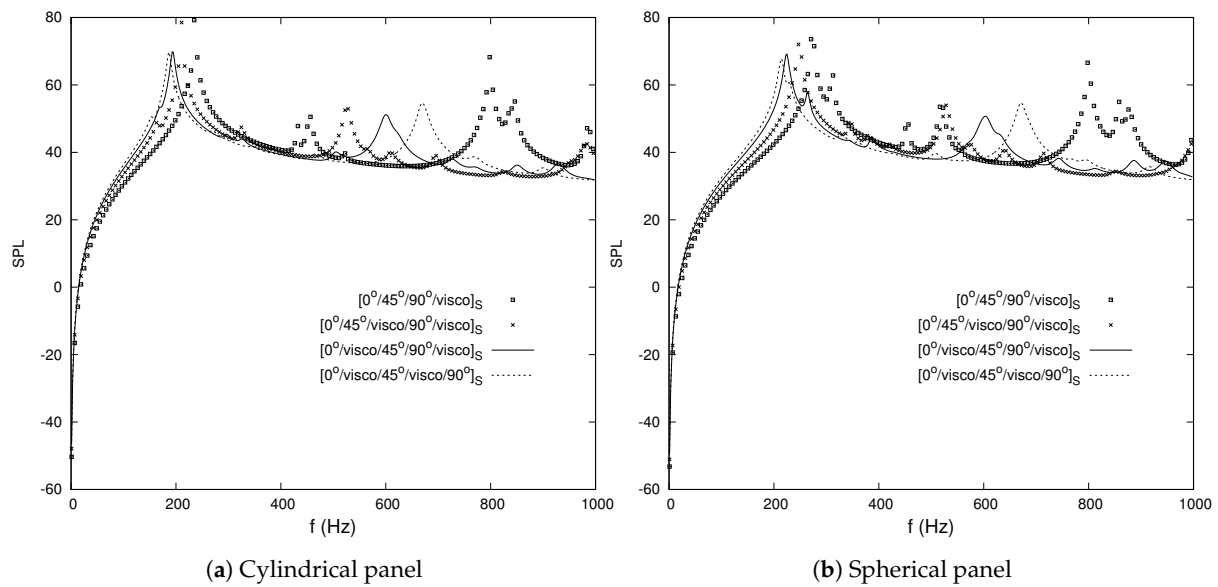 80
60
40
20
0
-20
-40
-60
SPL
[0°/45°/90°/visco]S
[0°/45°/visco/90°/visco]S
[0°/visco/45°/90°/visco]S
[0°/visco/45°/visco/90°]S
0 200 400 600 800 1000
f (Hz)
(a) Cylindrical panel
80
60
40
20
0
-20
-40
-60
SPL
[0°/45°/90°/visco]S
[0°/45°/visco/90°/visco]S
[0°/visco/45°/90°/visco]S
[0°/visco/45°/visco/90°]S
0 200 400 600 800 1000
f (Hz)
(b) Spherical panel